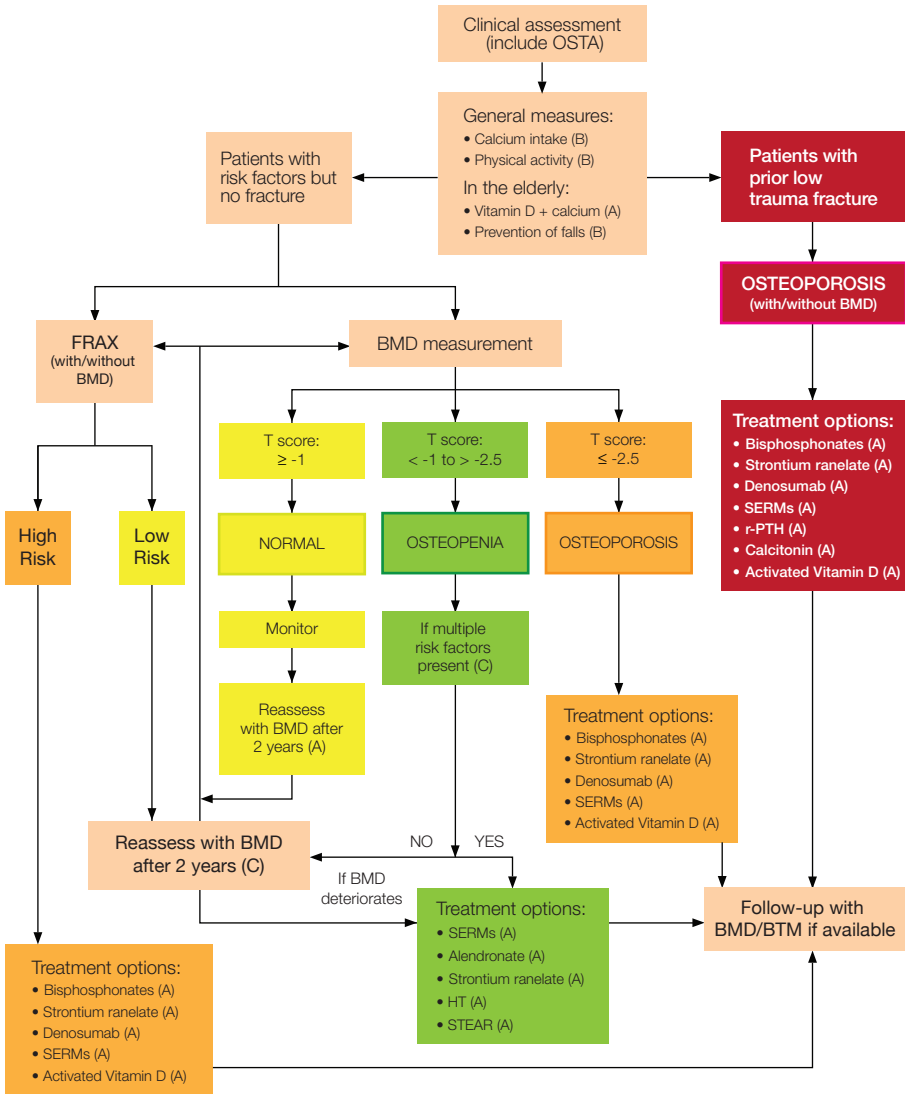 Clinical assessment
(include OSTA)
General measures:
• Calcium intake (B)
• Physical activity (B)
In the elderly:
• Vitamin D + calcium (A)
• Prevention of falls (B)
Patients with
risk factors but
no fracture
Patients with
prior low
trauma fracture
OSTEOPOROSIS
(with/without BMD)
FRAX
(with/without
BMD)
BMD measurement
T score:
≥ -1
T score:
< -1 to > -2.5
T score:
≤ -2.5
Treatment options:
• Bisphosphonates (A)
• Strontium ranelate (A)
• Denosumab (A)
• SERMs (A)
• r-PTH (A)
• Calcitonin (A)
• Activated Vitamin D (A)
High
Risk
Low
Risk
NORMAL
OSTEOPENIA
OSTEOPOROSIS
Monitor
If multiple
risk factors
present (C)
Reassess
with BMD after
2 years (A)
Treatment options:
• Bisphosphonates (A)
• Strontium ranelate (A)
• Denosumab (A)
• SERMs (A)
• Activated Vitamin D (A)
Reassess with BMD
after 2 years (C)
NO
YES
If BMD
deteriorates
Treatment options:
• SERMs (A)
• Alendronate (A)
• Strontium ranelate (A)
• HT (A)
• STEAR (A)
Follow-up with
BMD/BTM if available
Treatment options:
• Bisphosphonates (A)
• Strontium ranelate (A)
• Denosumab (A)
• SERMs (A)
• Activated Vitamin D (A)